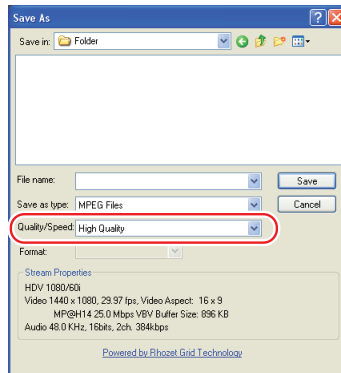 Save As
Save in: Folder
File name: Save
Save as type: MPEG Files Cancel
Quality/Speed: High Quality
Format:
Stream Properties
HDV 1080/60i
Video 1440 x 1080, 29.97 fps, Video Aspect: 16 x 9
MP@H14 25.0 Mbps VBV Buffer Size: 896 KB
Audio 48.0 KHz, 16bits, 2ch. 384kbps
Powered by Rhozet Grid Technology